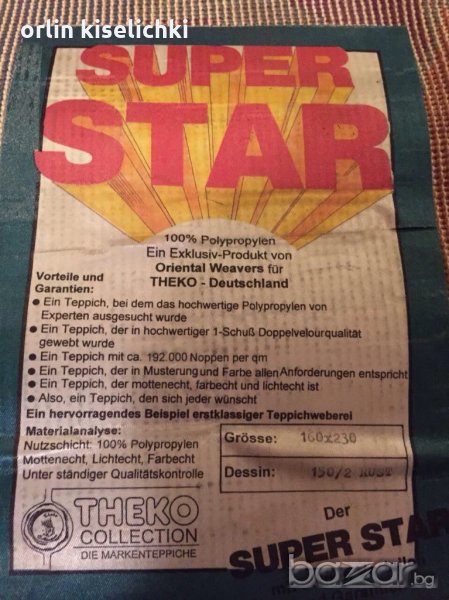 orlin kiselichki
SUPER
STAR
100% Polypropylen
Ein Exklusiv-Produkt von
Oriental Weavers für
THEKO - Deutschland
Vorteile und
Garantien:
● Ein Teppich, bei dem das hochwertige Polypropylen von
Experten ausgesucht wurde
● Ein Teppich, der in hochwertiger 1-Schuß Doppelvelourqualität
gewebt wurde
● Ein Teppich mit ca. 192.000 Noppen per qm
● Ein Teppich, der in Musterung und Farbe allen Anforderungen entspricht
● Ein Teppich, der mottenecht, farbecht und lichtecht ist
● Also, ein Teppich, den sich jeder wünscht
Ein hervorragendes Beispiel erstklassiger Teppichweberei
Materialanalyse:
Nutzschicht: 100% Polypropylen
Mottenecht, Lichtecht, Farbecht
Unter ständiger Qualitätskontrolle
Grösse: 160x230
Dessin: 150/2 ROST
THEKO
COLLECTION
DIE MARKENTEPPICHE
Der
SUPER STAR
bazar.bg